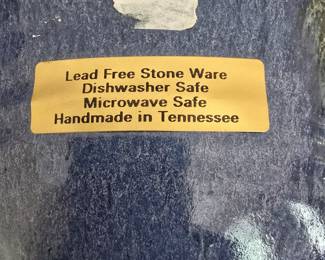 Lead Free Stone Ware
Dishwasher Safe
Microwave Safe
Handmade in Tennessee